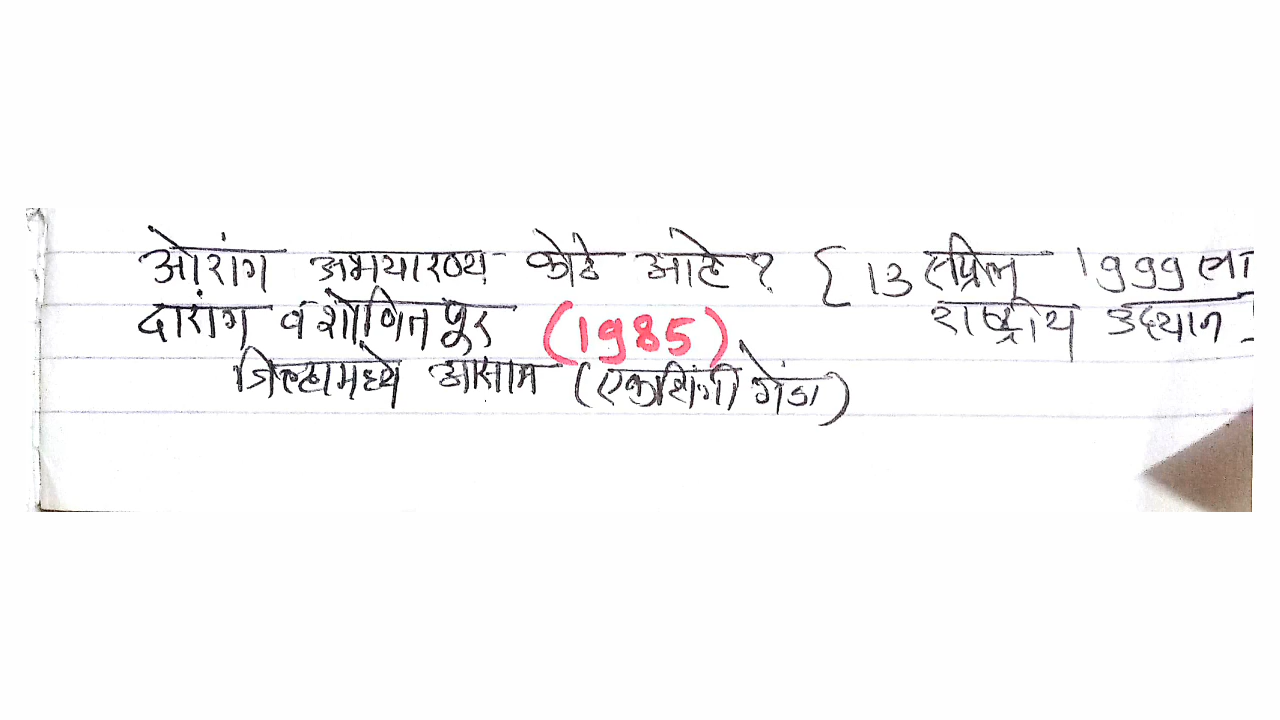 ओरांग अभयारण्य कोठे आहे? {13 एप्रिल 1999 ला
दारांग व शोणितपूर (1985) राष्ट्रीय उद्यान
जिल्ह्यामध्ये आसाम (एकशिंगी गेंडा)